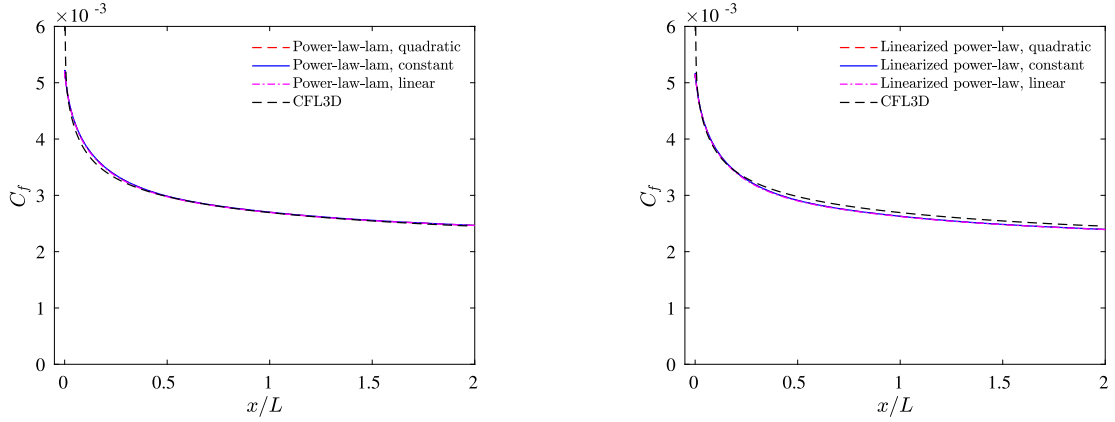 ×10 -3
6
Power-law-lam, quadratic
Power-law-lam, constant
Power-law-lam, linear
CFL3D
5
4
3
2
1
0
C_f
0 0.5 1 1.5 2
x/L
×10 -3
6
Linearized power-law, quadratic
Linearized power-law, constant
Linearized power-law, linear
CFL3D
5
4
3
2
1
0
C_f
0 0.5 1 1.5 2
x/L